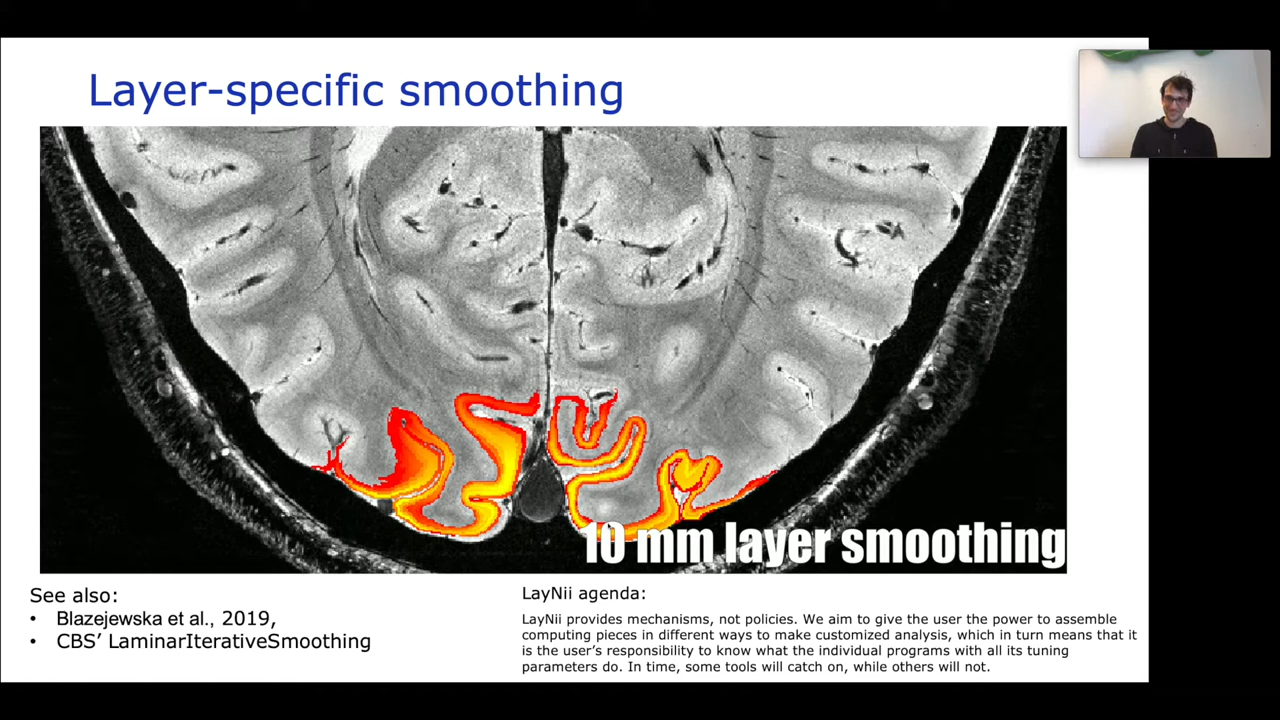 Layer-specific smoothing
10 mm layer smoothing
See also:
• Blazejewska et al., 2019,
• CBS’ LaminarIterativeSmoothing
LayNii agenda:
LayNii provides mechanisms, not policies. We aim to give the user the power to assemble
computing pieces in different ways to make customized analysis, which in turn means that it
is the user’s responsibility to know what the individual programs with all its tuning
parameters do. In time, some tools will catch on, while others will not.